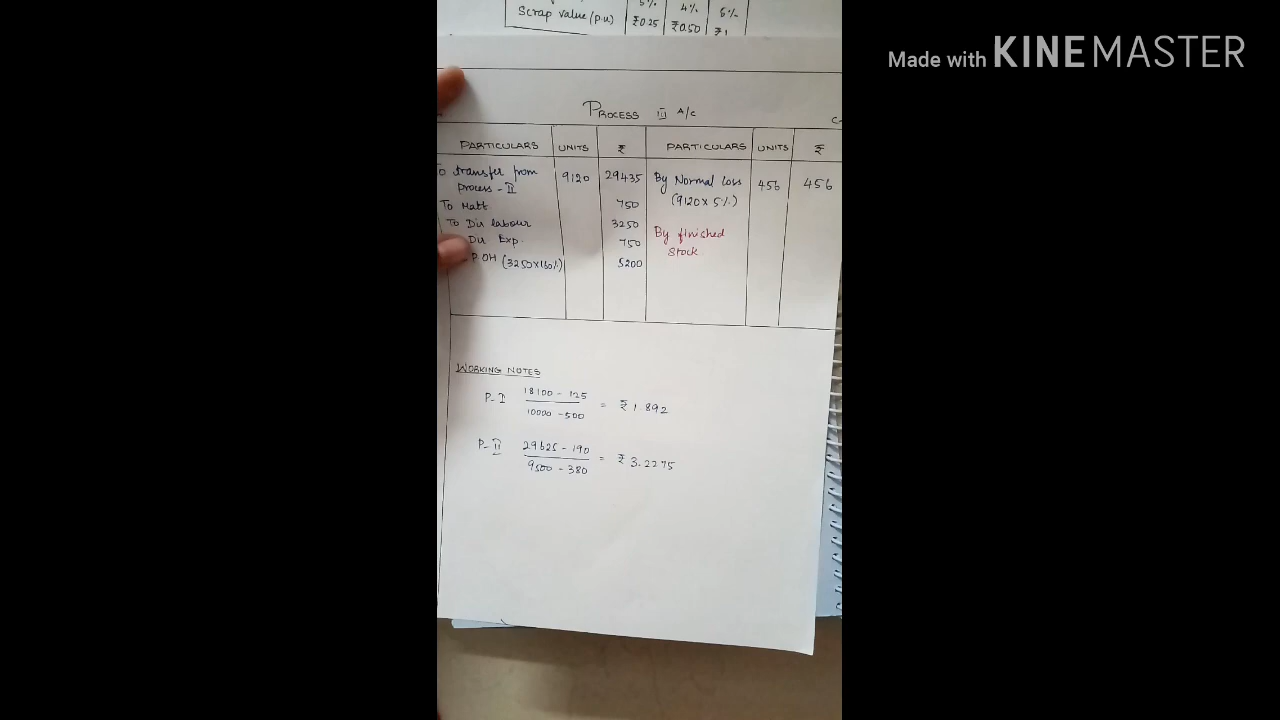 Made with KINEMASTER
5% 4% 5%
Scrap value/p.u) ₹0.25 ₹0.50 ₹1
PROCESS III A/C
PARTICULARS UNITS ₹ PARTICULARS UNITS ₹
To transfer from 9120 29435 By Normal loss 456 456
process - II (9120 x 5%)
To Matt 750
To Dir labour 3250 By finished
Dir Exp. 750 stock
P OH (3250x160%) 5200
WORKING NOTES
P- I 18100 - 125
10000 - 500 = ₹ 1.892
P- II 29625 - 190
9500 - 380 = ₹ 3.2275